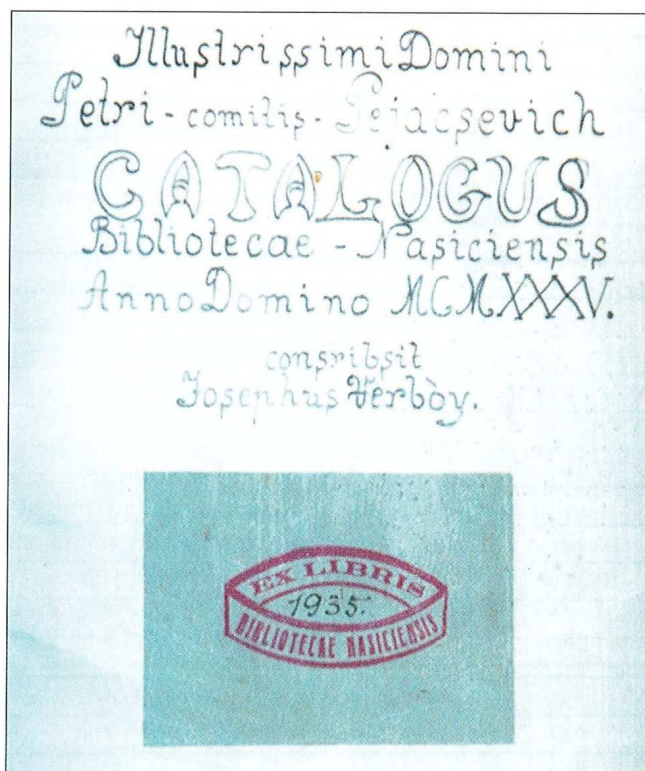 Illustrissimi Domini
Petri - comitis - Pejacsevich
CATALOGUS
Bibliotecae - Nasiciensis
Anno Domino MCMXXXV.
consribsit
Josephus Verbòy.
EX LIBRIS
1935.
BIBLIOTECAE NASICIENSIS